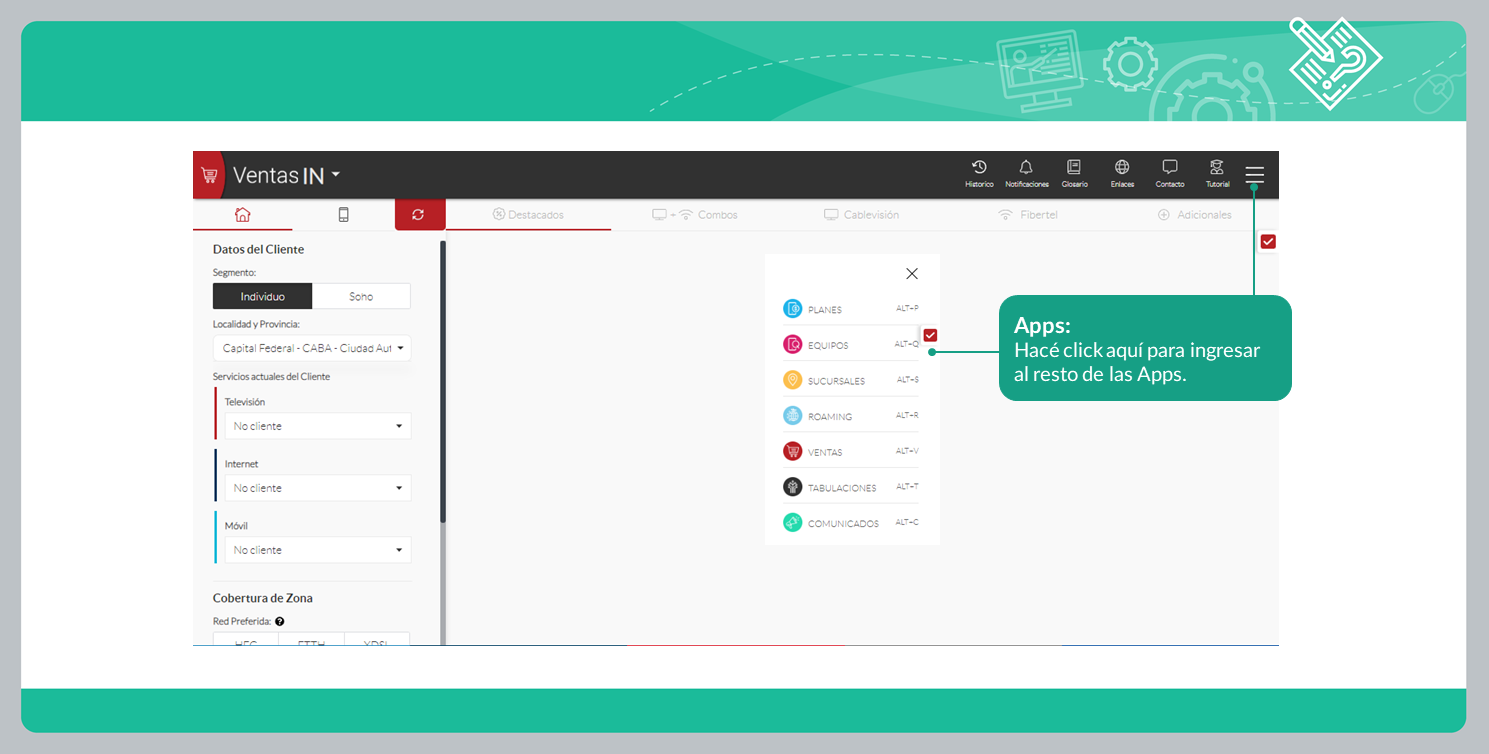 Ventas IN
Historico
Notificaciones
Glosario
Enlaces
Contacto
Tutorial
Destacados
+
Combos
Cablevisión
Fibertel
Adicionales
Datos del Cliente
Segmento:
Individuo
Soho
Localidad y Provincia:
Capital Federal - CABA - Ciudad Aut
Servicios actuales del Cliente
Televisión
No cliente
Internet
No cliente
Móvil
No cliente
Cobertura de Zona
Red Preferida:
HFC
FTTH
XDSL
PLANES ALT+P
EQUIPOS ALT+Q
SUCURSALES ALT+S
ROAMING ALT+R
VENTAS ALT+V
TABULACIONES ALT+T
COMUNICADOS ALT+C
Apps:
Hacé click aquí para ingresar
al resto de las Apps.